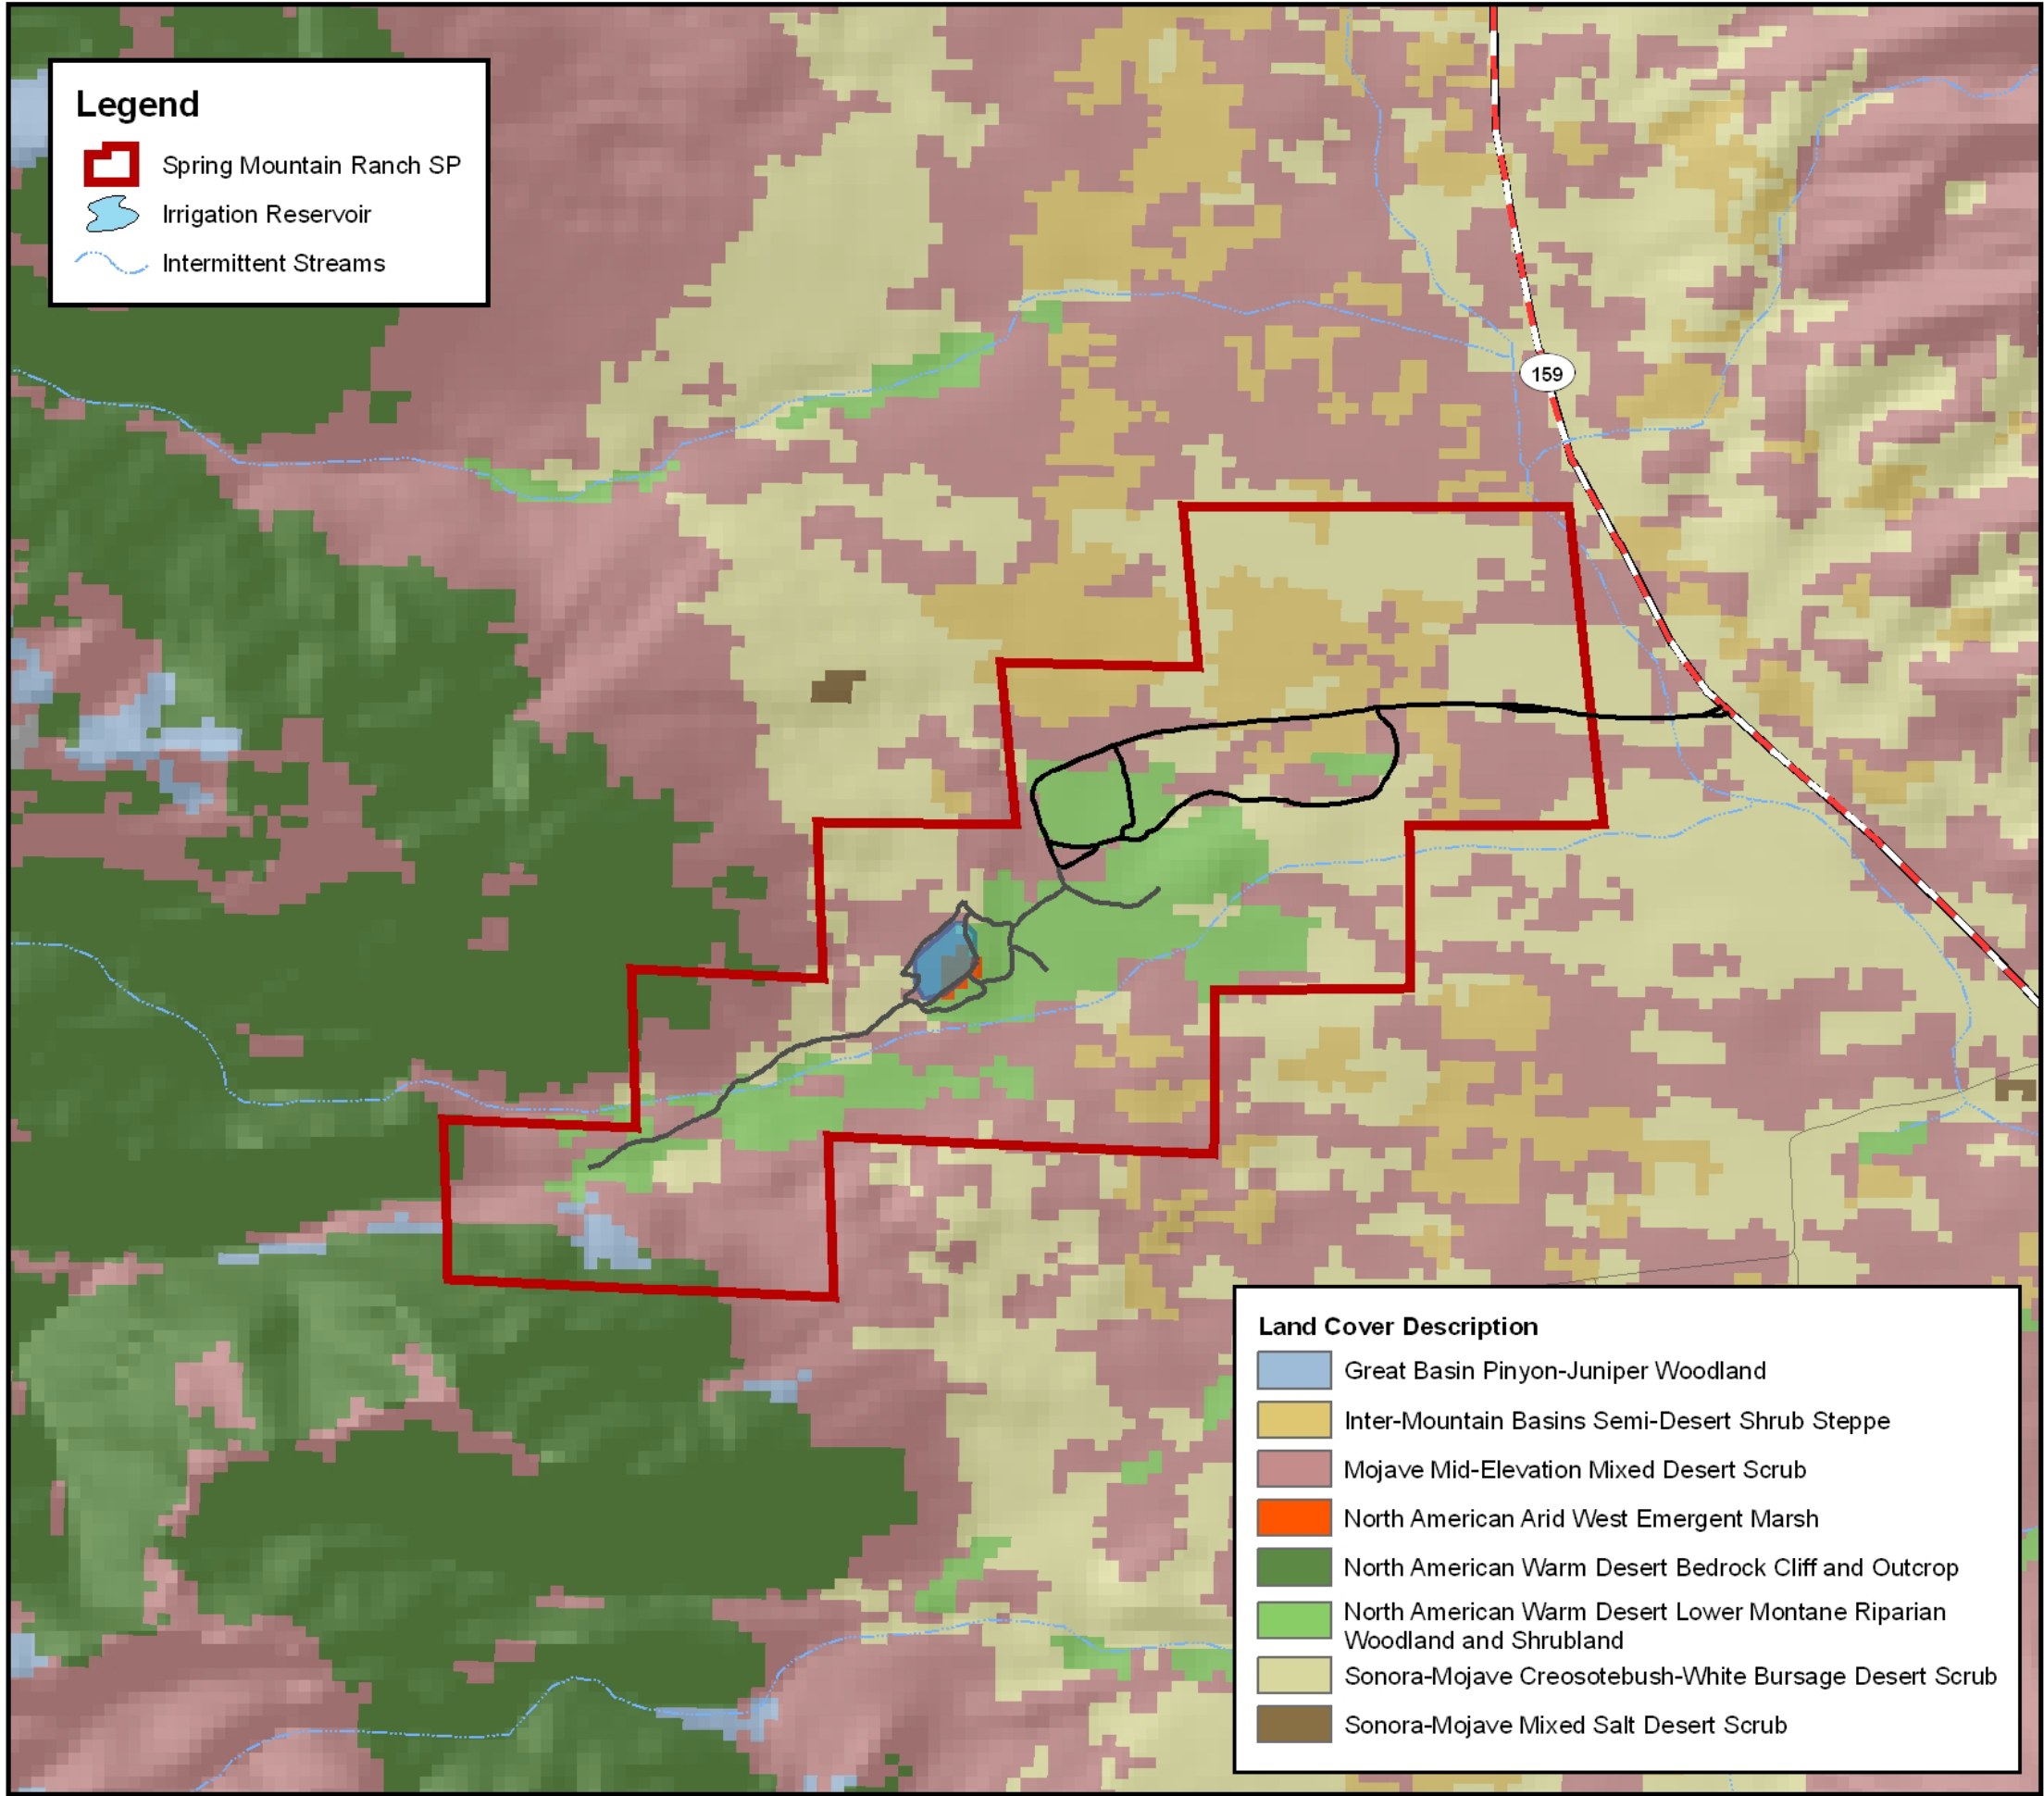 Legend
Spring Mountain Ranch SP
Irrigation Reservoir
Intermittent Streams
159
Land Cover Description
Great Basin Pinyon-Juniper Woodland
Inter-Mountain Basins Semi-Desert Shrub Steppe
Mojave Mid-Elevation Mixed Desert Scrub
North American Arid West Emergent Marsh
North American Warm Desert Bedrock Cliff and Outcrop
North American Warm Desert Lower Montane Riparian
Woodland and Shrubland
Sonora-Mojave Creosotebush-White Bursage Desert Scrub
Sonora-Mojave Mixed Salt Desert Scrub